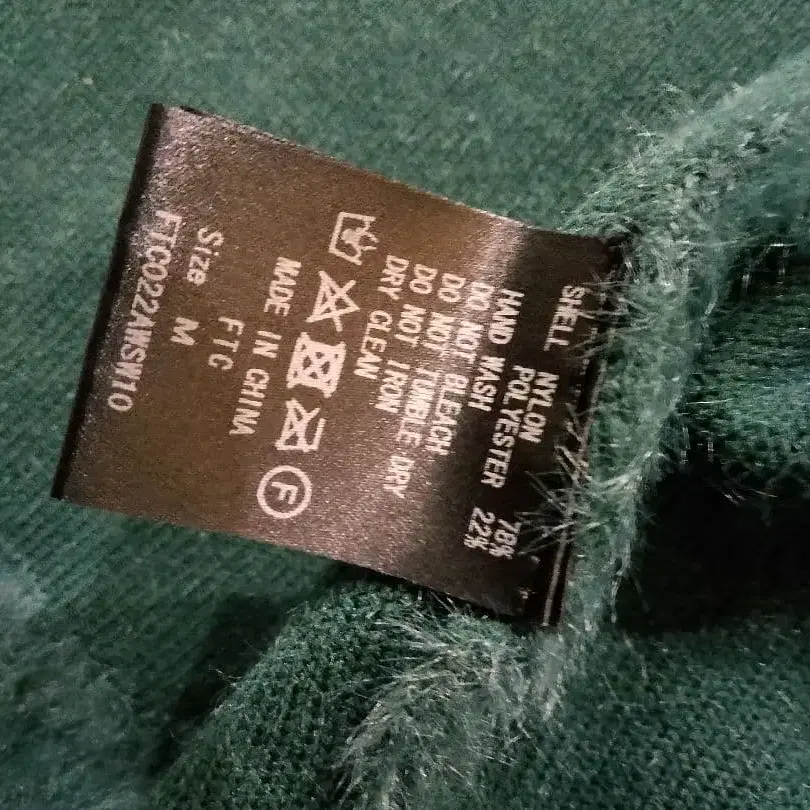 SHELL NYLON 78%
POLYESTER 22%
HAND WASH
DO NOT BLEACH
DO NOT TUMBLE DRY
DO NOT IRON
DRY CLEAN
F
MADE IN CHINA
FTC
Size M
FTC022AWSW10